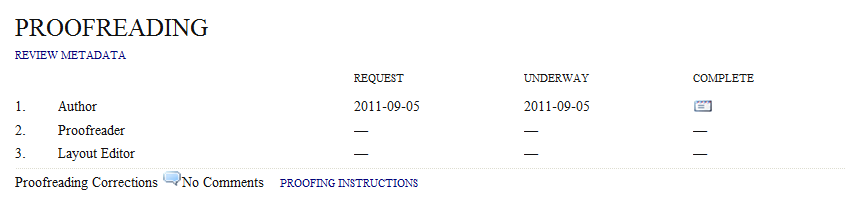 PROOFREADING
REVIEW METADATA
REQUEST UNDERWAY COMPLETE
1. Author 2011-09-05 2011-09-05
2. Proofreader — — —
3. Layout Editor — — —
Proofreading Corrections No Comments PROOFING INSTRUCTIONS